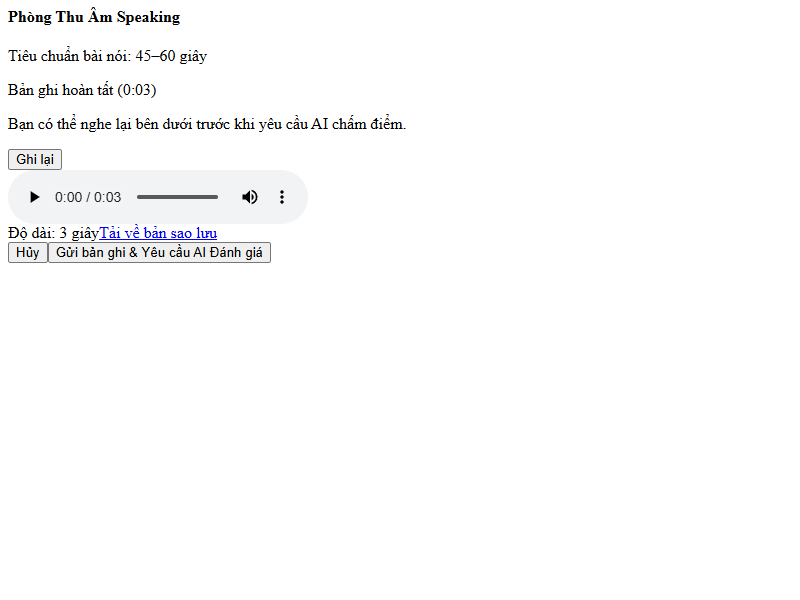 Phòng Thu Âm Speaking
Tiêu chuẩn bài nói: 45–60 giây
Bản ghi hoàn tất (0:03)
Bạn có thể nghe lại bên dưới trước khi yêu cầu AI chấm điểm.
Ghi lại
0:00 / 0:03
Độ dài: 3 giâyTải về bản sao lưu
Hủy Gửi bản ghi & Yêu cầu AI Đánh giá